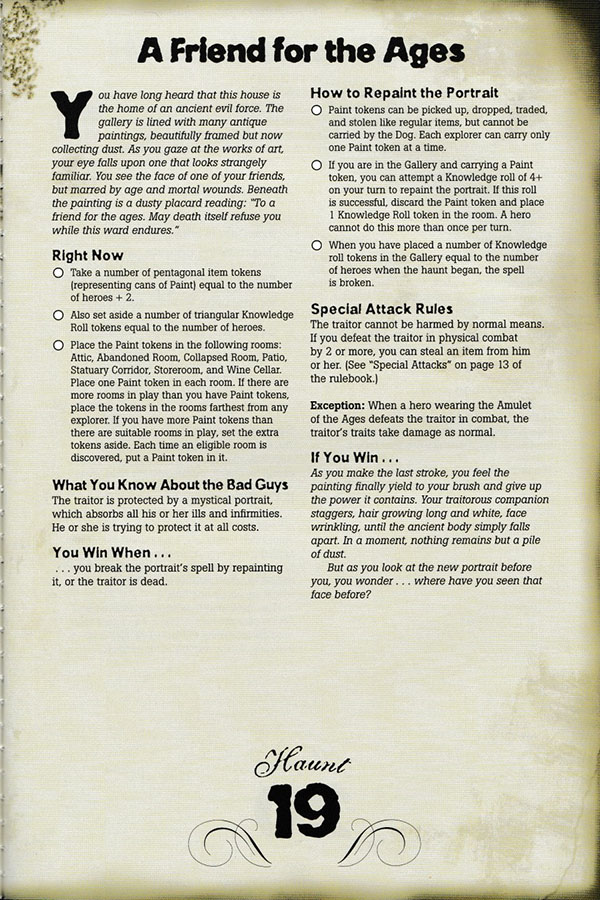 A Friend for the Ages
You have long heard that this house is
the home of an ancient evil force. The
gallery is lined with many antique
paintings, beautifully framed but now
collecting dust. As you gaze at the works of art,
your eye falls upon one that looks strangely
familiar. You see the face of one of your friends,
but marred by age and mortal wounds. Beneath
the painting is a dusty placard reading: "To a
friend for the ages. May death itself refuse you
while this ward endures."
Right Now
Take a number of pentagonal item tokens
(representing cans of Paint) equal to the number
of heroes + 2.
Also set aside a number of triangular Knowledge
Roll tokens equal to the number of heroes.
Place the Paint tokens in the following rooms:
Attic, Abandoned Room, Collapsed Room, Patio,
Statuary Corridor, Storeroom, and Wine Cellar.
Place one Paint token in each room. If there are
more rooms in play than you have Paint tokens,
place the tokens in the rooms farthest from any
explorer. If you have more Paint tokens than
there are suitable rooms in play, set the extra
tokens aside. Each time an eligible room is
discovered, put a Paint token in it.
What You Know About the Bad Guys
The traitor is protected by a mystical portrait,
which absorbs all his or her ills and infirmities.
He or she is trying to protect it at all costs.
You Win When . . .
. . . you break the portrait's spell by repainting
it, or the traitor is dead.
How to Repaint the Portrait
Paint tokens can be picked up, dropped, traded,
and stolen like regular items, but cannot be
carried by the Dog. Each explorer can carry only
one Paint token at a time.
If you are in the Gallery and carrying a Paint
token, you can attempt a Knowledge roll of 4+
on your turn to repaint the portrait. If this roll
is successful, discard the Paint token and place
1 Knowledge Roll token in the room. A hero
cannot do this more than once per turn.
When you have placed a number of Knowledge
roll tokens in the Gallery equal to the number
of heroes when the haunt began, the spell
is broken.
Special Attack Rules
The traitor cannot be harmed by normal means.
If you defeat the traitor in physical combat
by 2 or more, you can steal an item from him
or her. (See "Special Attacks" on page 13 of
the rulebook.)
Exception: When a hero wearing the Amulet
of the Ages defeats the traitor in combat, the
traitor's traits take damage as normal.
If You Win . . .
As you make the last stroke, you feel the
painting finally yield to your brush and give up
the power it contains. Your traitorous companion
staggers, hair growing long and white, face
wrinkling, until the ancient body simply falls
apart. In a moment, nothing remains but a pile
of dust.
But as you look at the new portrait before
you, you wonder . . . where have you seen that
face before?
Haunt
19